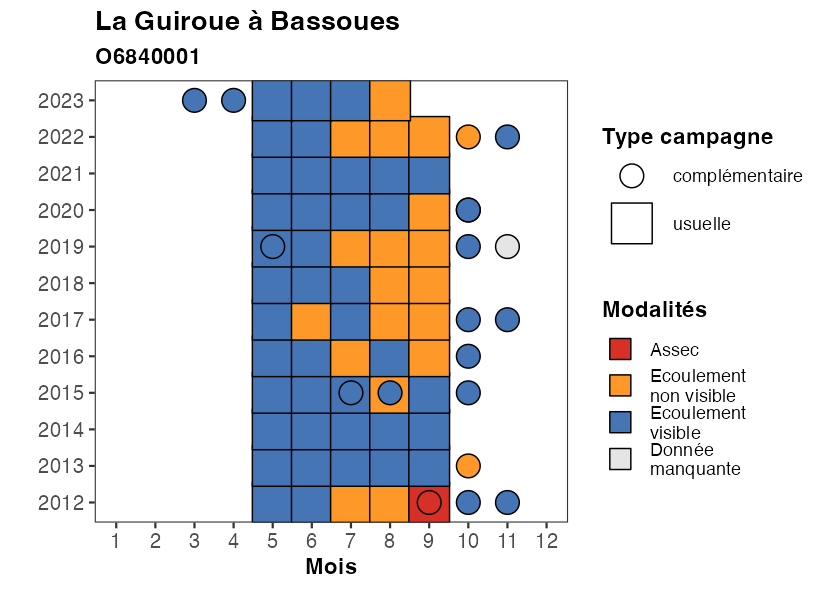 La Guiroue à Bassoues
O6840001
2023
2022
2021
2020
2019
2018
2017
2016
2015
2014
2013
2012
1 2 3 4 5 6 7 8 9 10 11 12
Mois
Type campagne
complémentaire
usuelle
Modalités
Assec
Ecoulement
non visible
Ecoulement
visible
Donnée
manquante